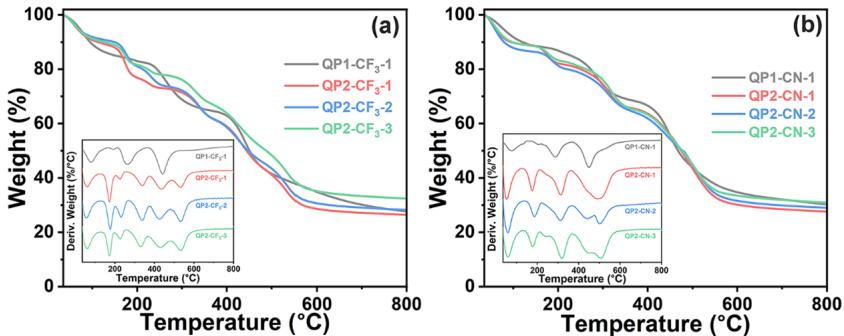 (a)
100
80
60
40
20
0
Weight (%)
QP1-CF₃-1
QP2-CF₃-1
QP2-CF₃-2
QP2-CF₃-3
Deriv. Weight (%/°C)
QP1-CF₃-1
QP2-CF₃-1
QP2-CF₃-2
QP2-CF₃-3
200 400 600 800
Temperature (°C)
200 400 600 800
Temperature (°C)
(b)
100
80
60
40
20
0
Weight (%)
QP1-CN-1
QP2-CN-1
QP2-CN-2
QP2-CN-3
Deriv. Weight (%/°C)
QP1-CN-1
QP2-CN-1
QP2-CN-2
QP2-CN-3
200 400 600 800
Temperature (°C)
200 400 600 800
Temperature (°C)